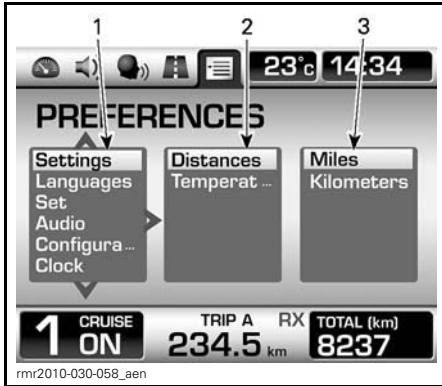 1 2 3
23°c 14:34
PREFERENCES
Settings
Languages
Set
Audio
Configura...
Clock
Distances
Temperat ...
Miles
Kilometers
1 CRUISE ON
TRIP A
234.5 km
RX
TOTAL (km)
8237
rmr2010-030-058_aen